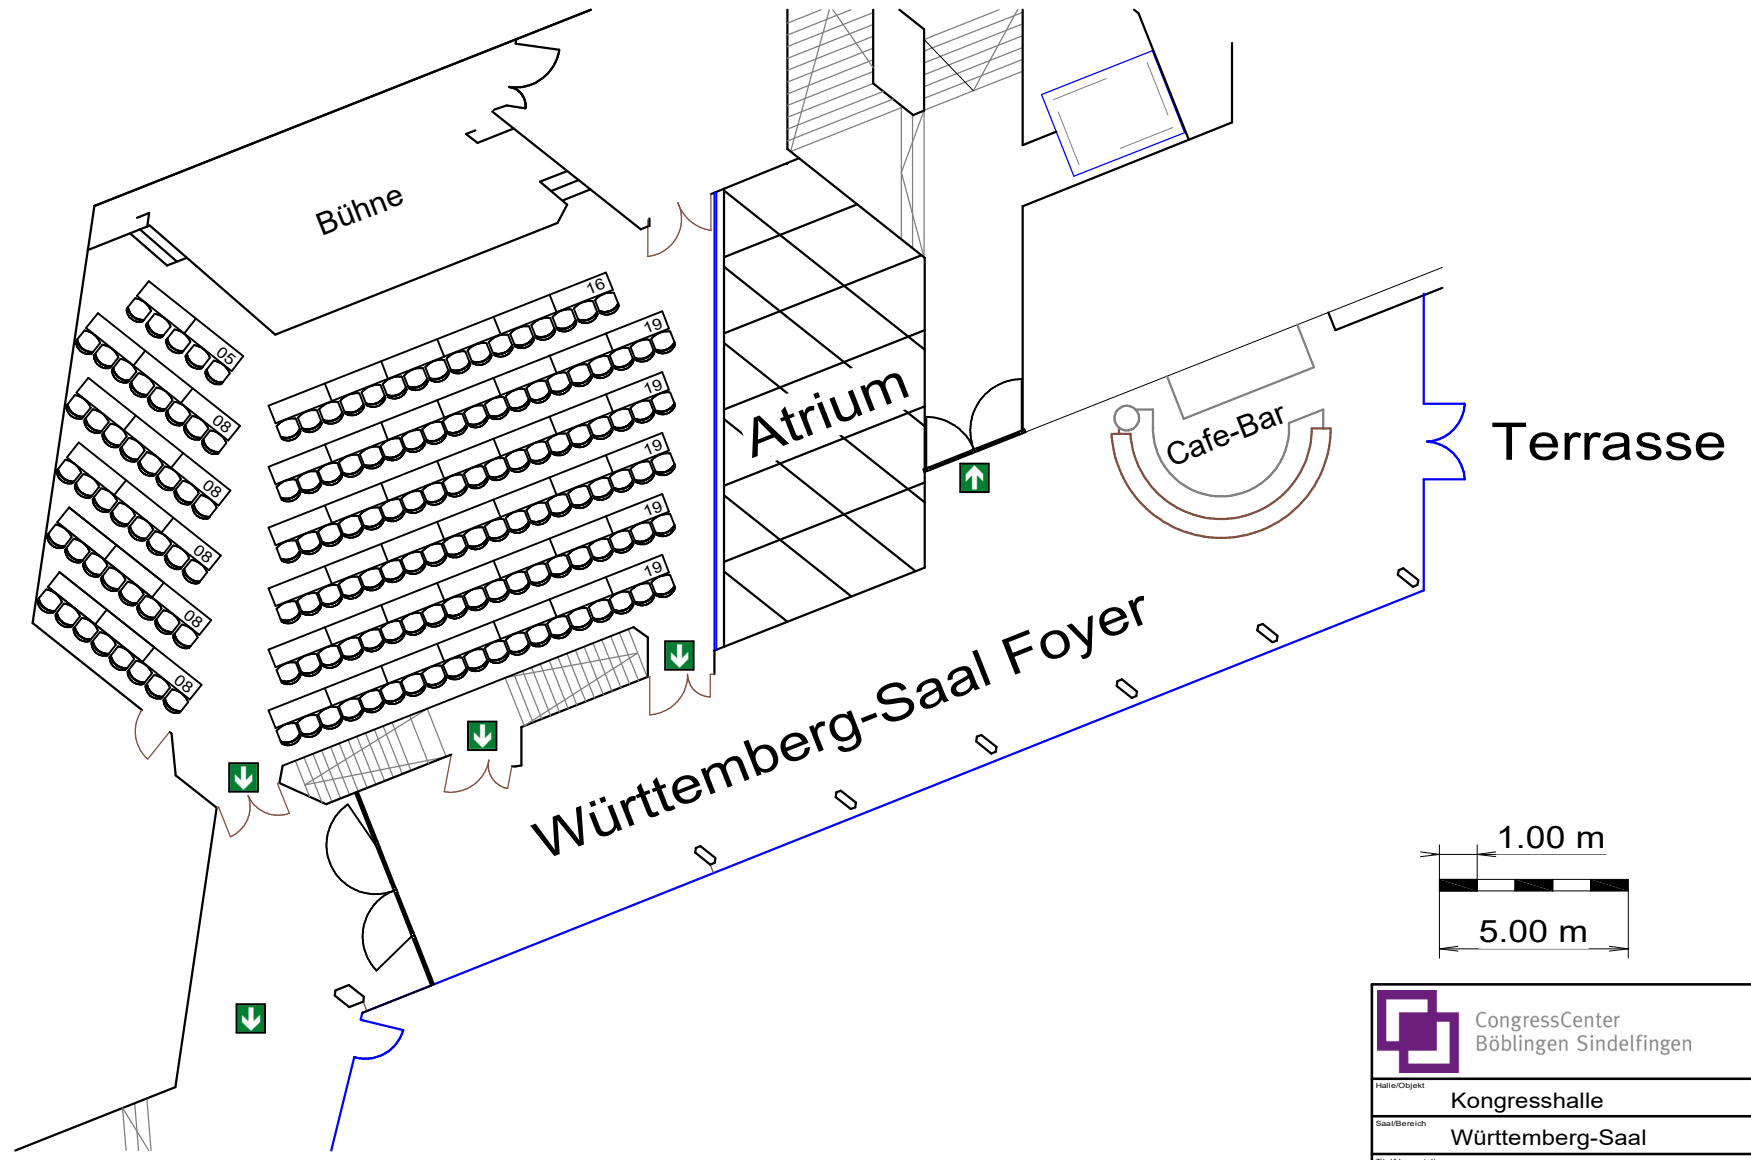 Bühne
16
19
19
19
19
19
05
08
08
08
08
08
Atrium
Cafe-Bar
Terrasse
Württemberg-Saal Foyer
1.00 m
5.00 m
CongressCenter
Böblingen Sindelfingen
Halle/Objekt
Kongresshalle
Saal/Bereich
Württemberg-Saal